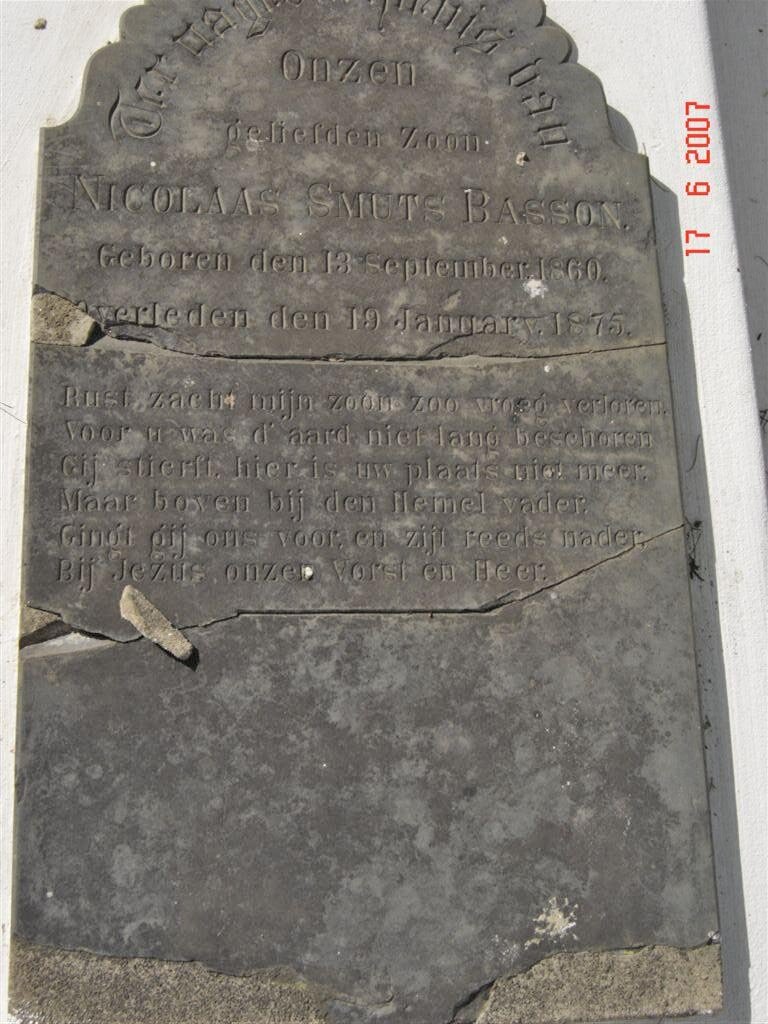 Ter nagedachtenis van
Onzen
geliefden Zoon
NICOLAAS SMUTS BASSON.
Geboren den 13 September, 1860.
Overleden den 19 January, 1875.
Rust zacht mijn zoon zoo vroeg verloren,
Voor u was d' aard niet lang beschoren
Gij stierft, hier is uw plaats niet meer,
Maar boven bij den Hemel vader,
Gingt gij ons voor, en zijt reeds nader,
Bij Jezus onzen Vorst en Heer.
17 6 2007